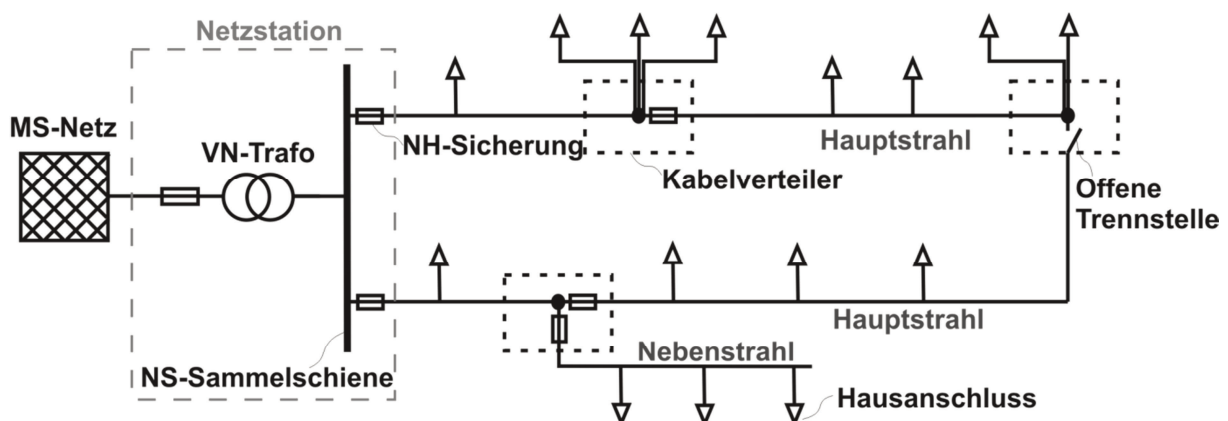 Netzstation
MS-Netz
VN-Trafo
NH-Sicherung
Kabelverteiler
Hauptstrahl
Offene
Trennstelle
Hauptstrahl
Nebenstrahl
NS-Sammelschiene
Hausanschluss